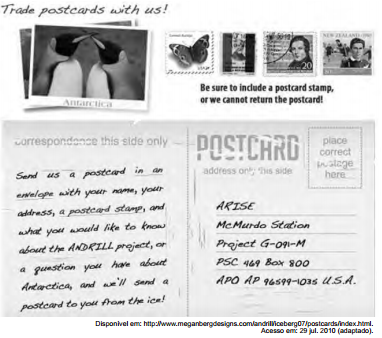 Trade postcards with us!
Antarctica
20
NEW ZEALAND
Be sure to include a postcard stamp,
or we cannot return the postcard!
correspondence this side only
Send us a postcard in an
envelope with your name, your
address, a postcard stamp, and
what you would like to know
about the ANDRILL project, or
a question you have about
Antarctica, and we'll send a
postcard to you from the ice!
POSTCARD
address only this side
place
correct
postage
here
ARISE
McMurdo Station
Project G-091-M
PSC 469 Box 800
APO AP 96599-1035 U.S.A.
Disponível em: http://www.meganbergdesigns.com/andrill/iceberg07/postcards/index.html.
Acesso em: 29 jul. 2010 (adaptado).